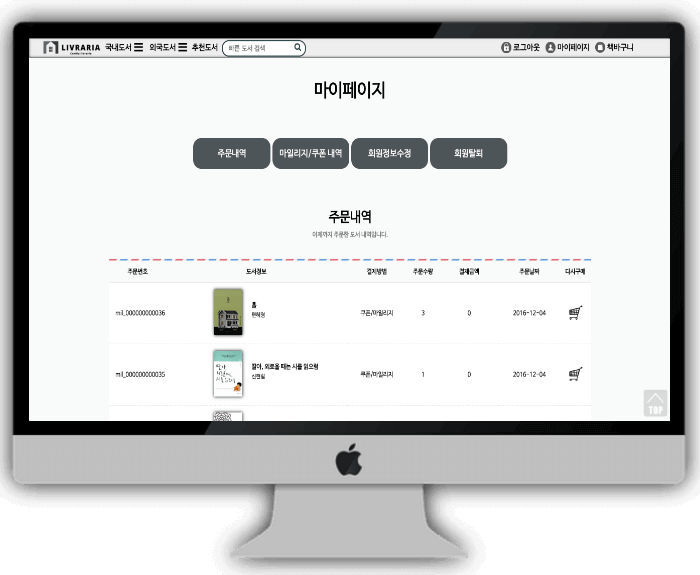 LIVRARIA 국내도서 외국도서 추천도서 빠른 도서 검색 로그아웃 마이페이지 책바구니
마이페이지
주문내역 마일리지/쿠폰 내역 회원정보수정 회원탈퇴
주문내역
이제까지 주문한 도서 내역입니다.
주문번호 도서정보 결제방법 주문수량 결제금액 주문날짜 다시구매
홈
mil_000000000036 쿠폰/마일리지 3 0 2016-12-04
딸아, 외로울 때는 시를 읽으렴
mil_000000000035 신현림 쿠폰/마일리지 1 0 2016-12-04
TOP